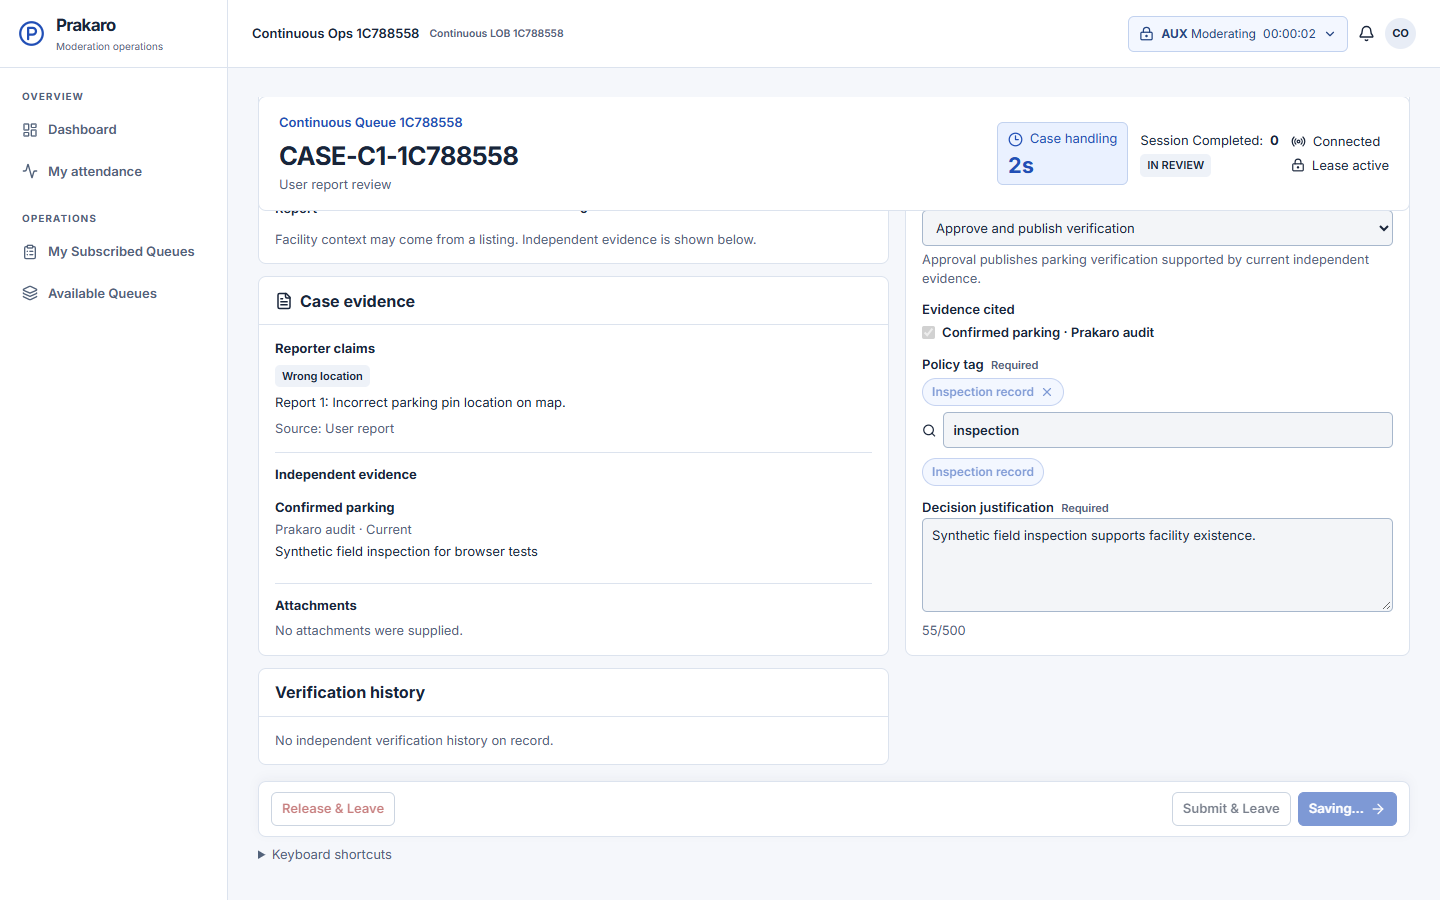 Prakaro
Moderation operations
OVERVIEW
Dashboard
My attendance
OPERATIONS
My Subscribed Queues
Available Queues
Continuous Ops 1C788558 Continuous LOB 1C788558
AUX Moderating 00:00:02
CO
Continuous Queue 1C788558
CASE-C1-1C788558
User report review
Case handling
2s
Session Completed: 0
IN REVIEW
Connected
Lease active
Report
Facility context may come from a listing. Independent evidence is shown below.
Case evidence
Reporter claims
Wrong location
Report 1: Incorrect parking pin location on map.
Source: User report
Independent evidence
Confirmed parking
Prakaro audit · Current
Synthetic field inspection for browser tests
Attachments
No attachments were supplied.
Verification history
No independent verification history on record.
Approve and publish verification
Approval publishes parking verification supported by current independent
evidence.
Evidence cited
Confirmed parking · Prakaro audit
Policy tag Required
Inspection record
inspection
Inspection record
Decision justification Required
Synthetic field inspection supports facility existence.
55/500
Release & Leave
Submit & Leave
Saving...
Keyboard shortcuts